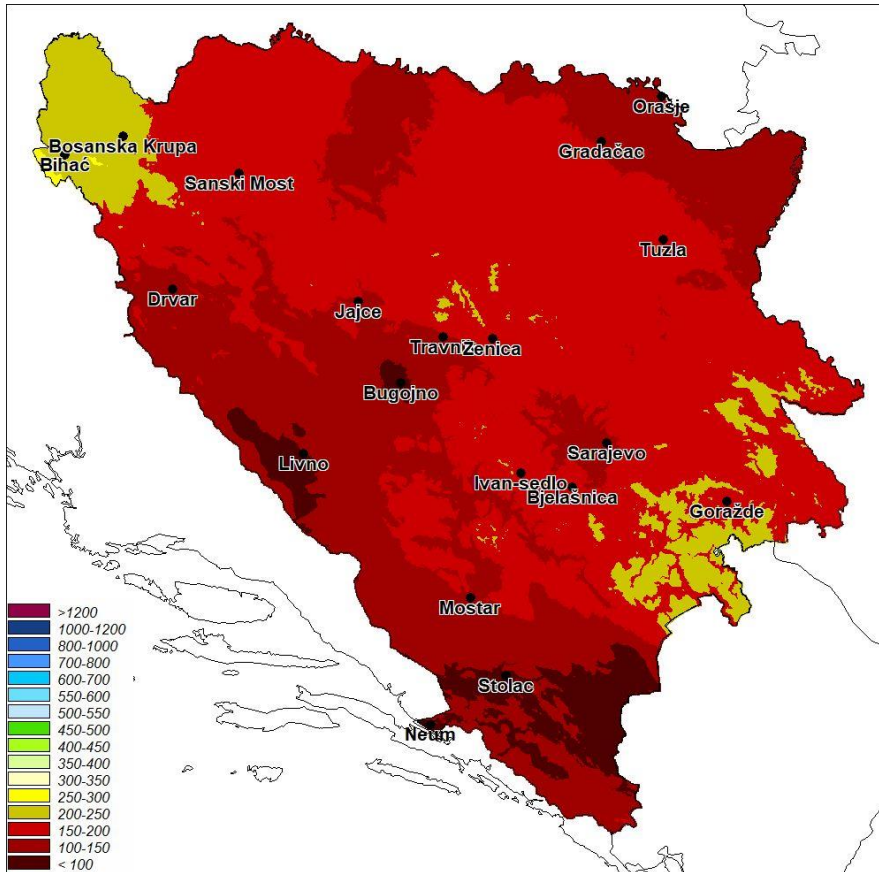 Orašje
Gradačac
Bosanska Krupa
Bihać
Sanski Most
Tuzla
Drvar
Jajce
Travnik
Zenica
Bugojno
Sarajevo
Livno
Ivan-sedlo
Bjelašnica
Goražde
Mostar
Stolac
Neum
>1200
1000-1200
800-1000
700-800
600-700
550-600
500-550
450-500
400-450
350-400
300-350
250-300
200-250
150-200
100-150
< 100